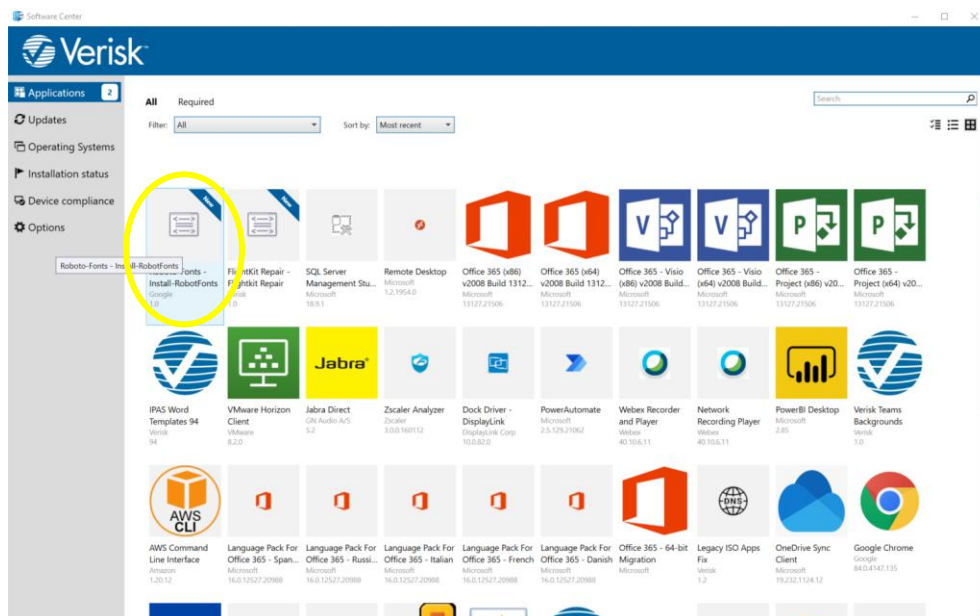 Software Center
Verisk
Applications 2
Updates
Operating Systems
Installation status
Device compliance
Options
All Required
Search
Filter: All Sort by: Most recent
New New
Roboto-Fonts - Install-RobotFonts
Roboto-Fonts -
Install-RobotFonts
Google
1.0
FlightKit Repair -
Flightkit Repair
Verisk
1.0
SQL Server
Management Stu...
Microsoft
18.9.1
Remote Desktop
Microsoft
1.2.1954.0
Office 365 (x86)
v2008 Build 1312...
Microsoft
13127.21506
Office 365 (x64)
v2008 Build 1312...
Microsoft
13127.21506
V
Office 365 - Visio
(x86) v2008 Build...
Microsoft
13127.21506
V
Office 365 - Visio
(x64) v2008 Build...
Microsoft
13127.21506
P
Office 365 -
Project (x86) v20...
Microsoft
13127.21506
P
Office 365 -
Project (x64) v20...
Microsoft
13127.21506
IPAS Word
Templates 94
Verisk
94
VMware Horizon
Client
VMware
8.2.0
Jabra
Jabra Direct
GN Audio A/S
5.2
Zscaler Analyzer
Zscaler
3.0.0.160112
Dock Driver -
DisplayLink
DisplayLink Corp
10.0.82.0
PowerAutomate
Microsoft
2.5.129.21062
Webex Recorder
and Player
Webex
40.10.6.11
Network
Recording Player
Webex
40.10.6.11
PowerBI Desktop
Microsoft
2.85
Verisk Teams
Backgrounds
Verisk
1.0
AWS
CLI
AWS Command
Line Interface
Amazon
1.20.12
Language Pack For
Office 365 - Span...
Microsoft
16.0.12527.20988
Language Pack For
Office 365 - Russi...
Microsoft
16.0.12527.20988
Language Pack For
Office 365 - Italian
Microsoft
16.0.12527.20988
Language Pack For
Office 365 - French
Microsoft
16.0.12527.20988
Language Pack For
Office 365 - Danish
Microsoft
16.0.12527.20988
Office 365 - 64-bit
Migration
Microsoft
DNS
Legacy ISO Apps
Fix
Verisk
1.2
OneDrive Sync
Client
Microsoft
19.232.1124.12
Google Chrome
Google
84.0.4147.135